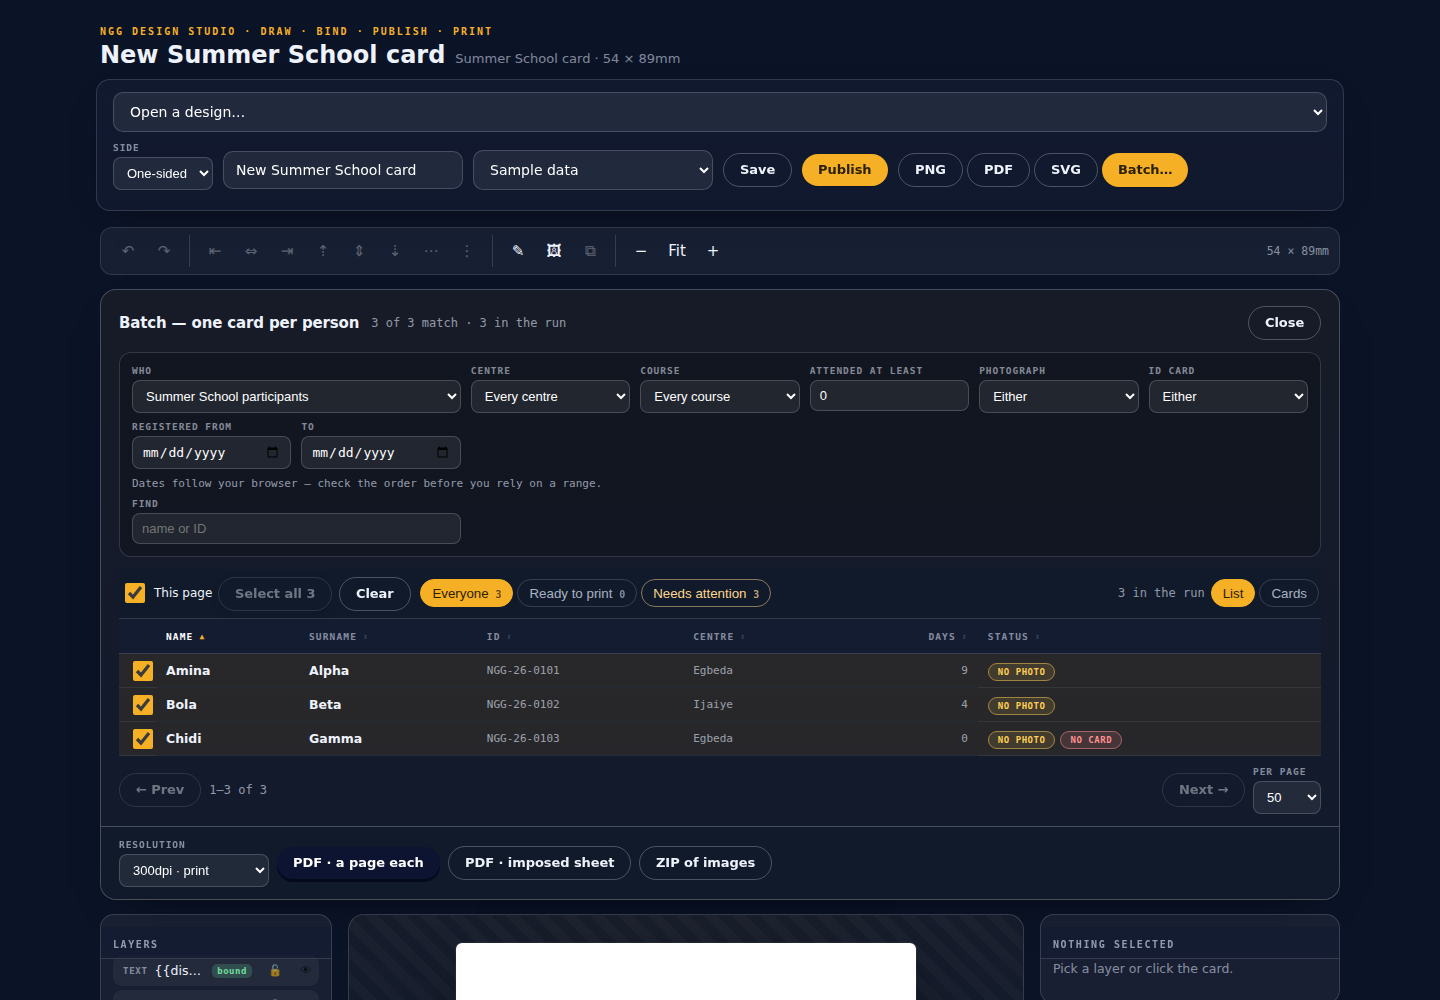 NGG DESIGN STUDIO · DRAW · BIND · PUBLISH · PRINT
New Summer School card Summer School card · 54 × 89mm
Open a design…
SIDE
One-sided New Summer School card Sample data Save Publish PNG PDF SVG Batch…
Fit 54 × 89mm
Batch — one card per person 3 of 3 match · 3 in the run Close
WHO CENTRE COURSE ATTENDED AT LEAST PHOTOGRAPH ID CARD
Summer School participants Every centre Every course 0 Either Either
REGISTERED FROM TO
mm/dd/yyyy mm/dd/yyyy
Dates follow your browser — check the order before you rely on a range.
FIND
name or ID
This page Select all 3 Clear Everyone 3 Ready to print 0 Needs attention 3 3 in the run List Cards
NAME SURNAME ID CENTRE DAYS STATUS
Amina Alpha NGG-26-0101 Egbeda 9 NO PHOTO
Bola Beta NGG-26-0102 Ijaiye 4 NO PHOTO
Chidi Gamma NGG-26-0103 Egbeda 0 NO PHOTO NO CARD
PER PAGE
← Prev 1–3 of 3 Next → 50
RESOLUTION
300dpi · print PDF · a page each PDF · imposed sheet ZIP of images
LAYERS NOTHING SELECTED
TEXT {{dis… bound Pick a layer or click the card.